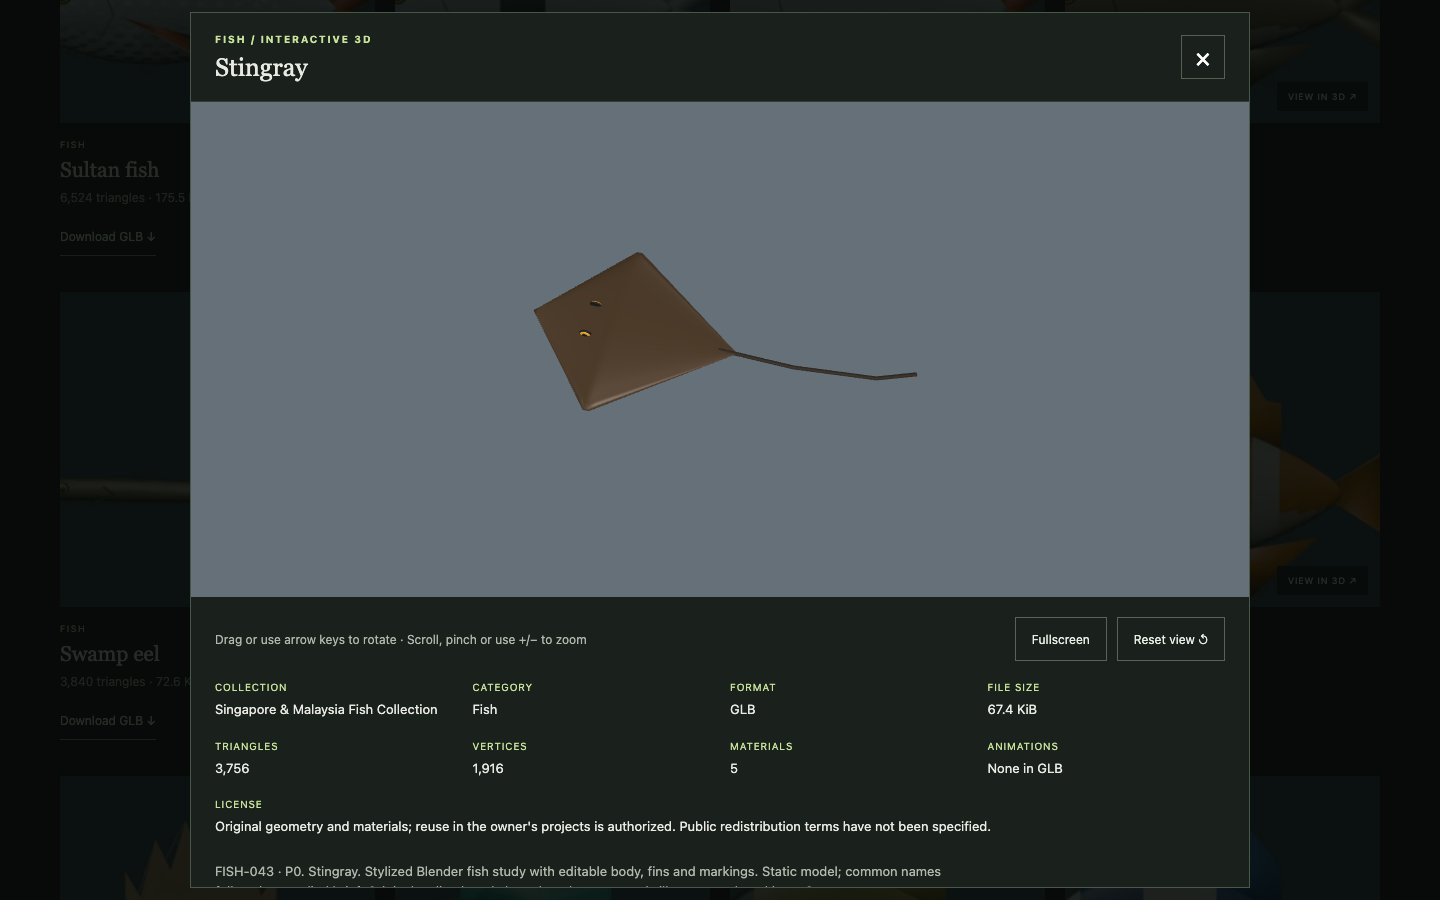 FISH / INTERACTIVE 3D
Stingray
×
VIEW IN 3D ↗
FISH
Sultan fish
6,524 triangles · 175.5
Download GLB ↓
VIEW IN 3D ↗
FISH
Swamp eel
3,840 triangles · 72.6 K
Download GLB ↓
Drag or use arrow keys to rotate · Scroll, pinch or use +/− to zoom
Fullscreen
Reset view ↺
COLLECTION
Singapore & Malaysia Fish Collection
CATEGORY
Fish
FORMAT
GLB
FILE SIZE
67.4 KiB
TRIANGLES
3,756
VERTICES
1,916
MATERIALS
5
ANIMATIONS
None in GLB
LICENSE
Original geometry and materials; reuse in the owner's projects is authorized. Public redistribution terms have not been specified.
FISH-043 · P0. Stingray. Stylized Blender fish study with editable body, fins and markings. Static model; common names